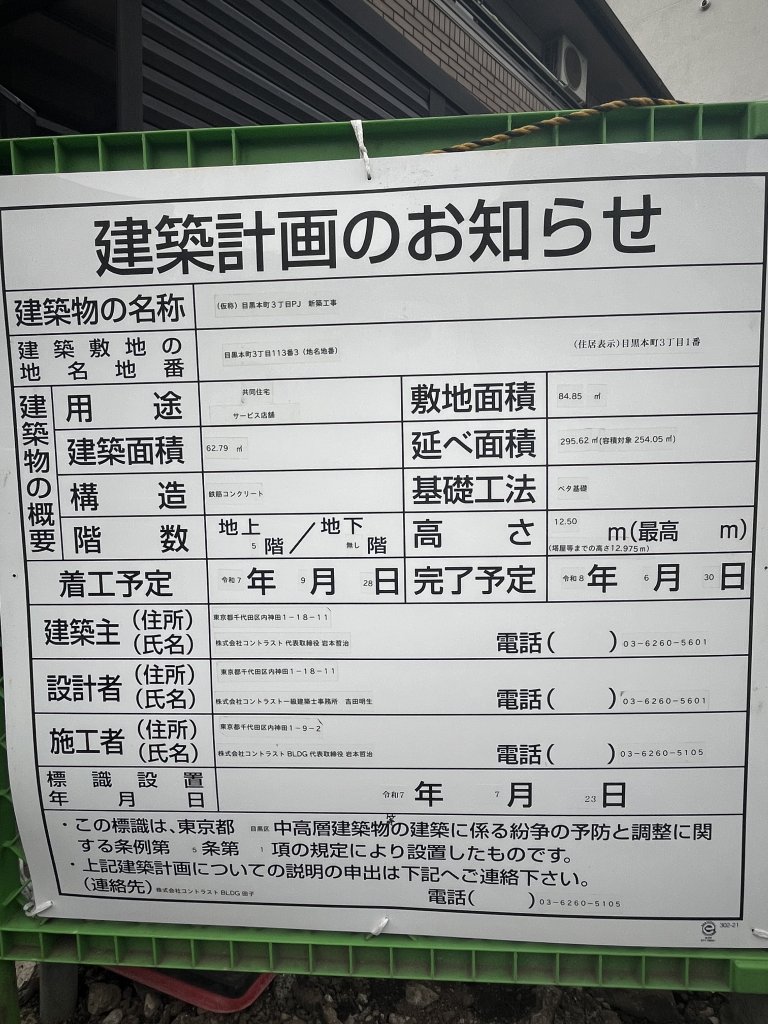 建築計画のお知らせ
建築物の名称 (仮称)目黒本町3丁目PJ 新築工事
建築敷地の地名地番 目黒本町3丁目113番3(地名地番) (住居表示)目黒本町3丁目1番
建築物の概要
用途 共同住宅 サービス店舗 敷地面積 84.85 ㎡
建築面積 62.79 ㎡ 延べ面積 295.62㎡(容積対象 254.05㎡)
構造 鉄筋コンクリート 基礎工法 ベタ基礎
階数 地上 5 階/地下 無し 階 高さ 12.50 m(最高 m)
(塔屋等までの高さ12.975m)
着工予定 令和7年 9月 28日 完了予定 令和8年 6月 30日
建築主(住所) 東京都千代田区内神田1-18-11
(氏名) 株式会社コントラスト 代表取締役 岩本哲治 電話( )03-6260-5601
設計者(住所) 東京都千代田区内神田1-18-11
(氏名) 株式会社コントラスト一級建築士事務所 吉田明生 電話( )03-6260-5601
施工者(住所) 東京都千代田区内神田1-9-2
(氏名) 株式会社コントラスト BLDG 代表取締役 岩本哲治 電話( )03-6260-5105
標識設置年月日 令和7年 7月 23日
・この標識は、東京都 目黒区 中高層建築物の建築に係る紛争の予防と調整に関
する条例第 5 条第 1 項の規定により設置したものです。
・上記建築計画についての説明の申出は下記へご連絡下さい。
(連絡先) 株式会社コントラスト BLDG 電話( )03-6260-5105
302-21